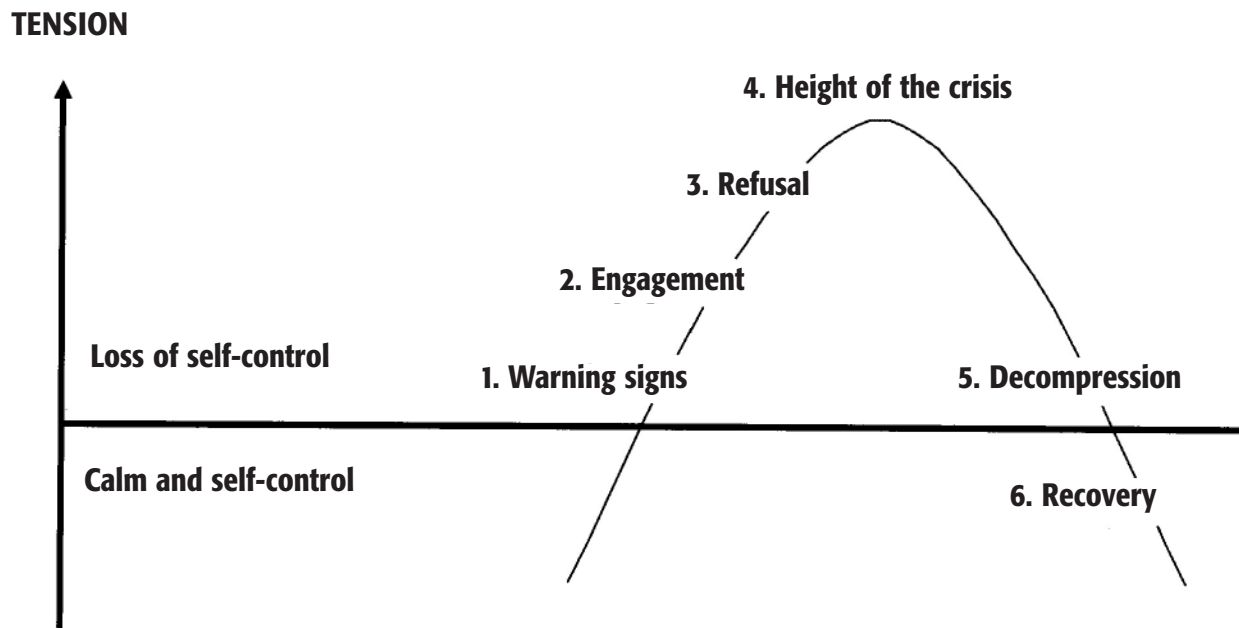 TENSION
4. Height of the crisis
3. Refusal
2. Engagement
Loss of self-control
1. Warning signs
5. Decompression
Calm and self-control
6. Recovery